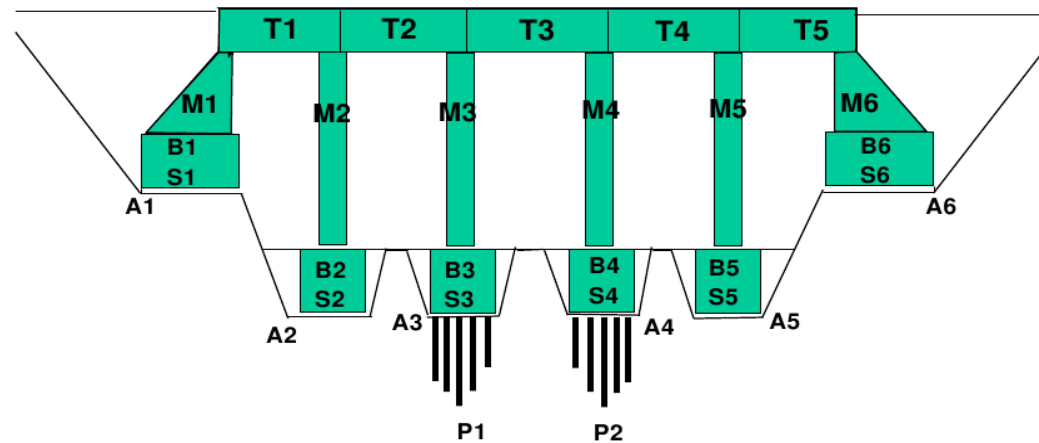 T1 T2 T3 T4 T5
M1 M2 M3 M4 M5 M6
B1 B6
S1 S6
A1 A6
B2 B3 B4 B5
S2 S3 S4 S5
A2 A3 A4 A5
P1 P2